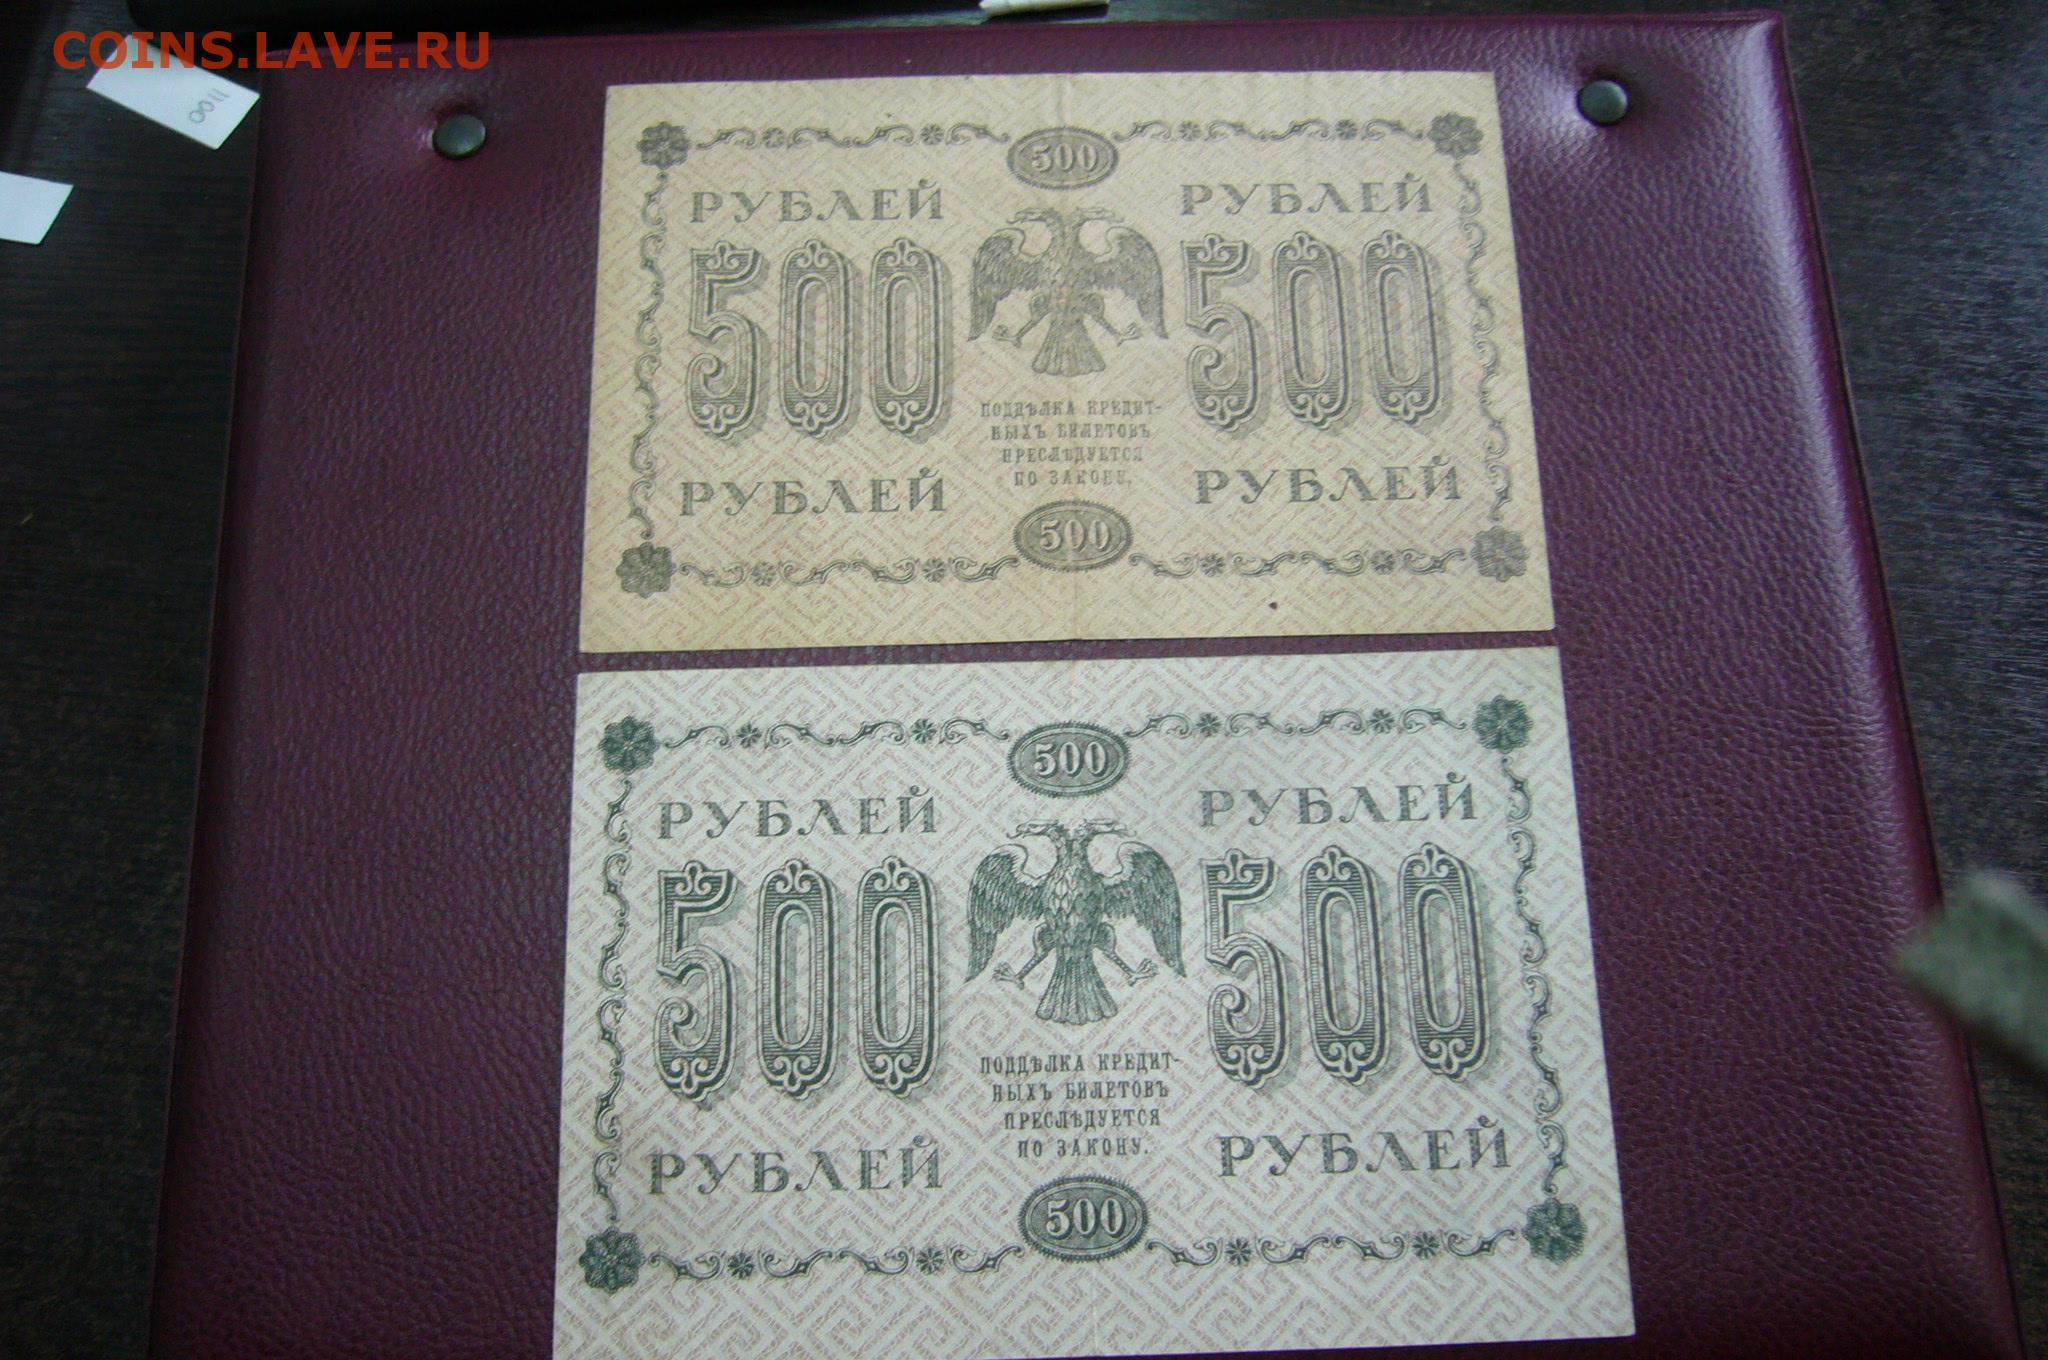 COINS.LAVE.RU
1100
500
РУБЛЕЙ РУБЛЕЙ
500 500
ПОДДѢЛКА КРЕДИТ-
НЫХЪ БИЛЕТОВЪ
ПРЕСЛѢДУЕТСЯ
ПО ЗАКОНУ.
РУБЛЕЙ РУБЛЕЙ
500
500
РУБЛЕЙ РУБЛЕЙ
500 500
ПОДДѢЛКА КРЕДИТ-
НЫХЪ БИЛЕТОВЪ
ПРЕСЛѢДУЕТСЯ
ПО ЗАКОНУ.
РУБЛЕЙ РУБЛЕЙ
500